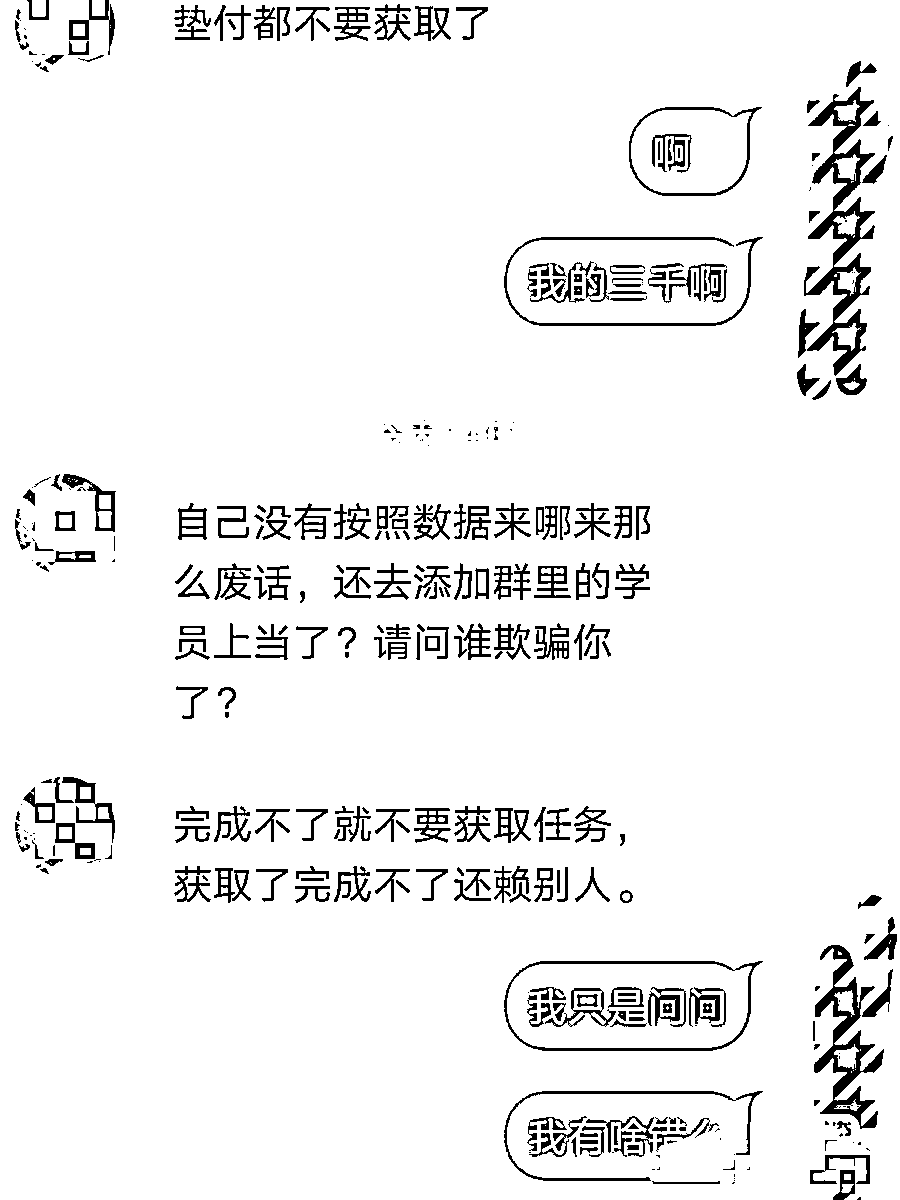 垫付都不要获取了
啊
我的三千啊
自己没有按照数据来哪来那
么废话，还去添加群里的学
员上当了？请问谁欺骗你
了？
完成不了就不要获取任务，
获取了完成不了还赖别人。
我只是问问
我有啥错